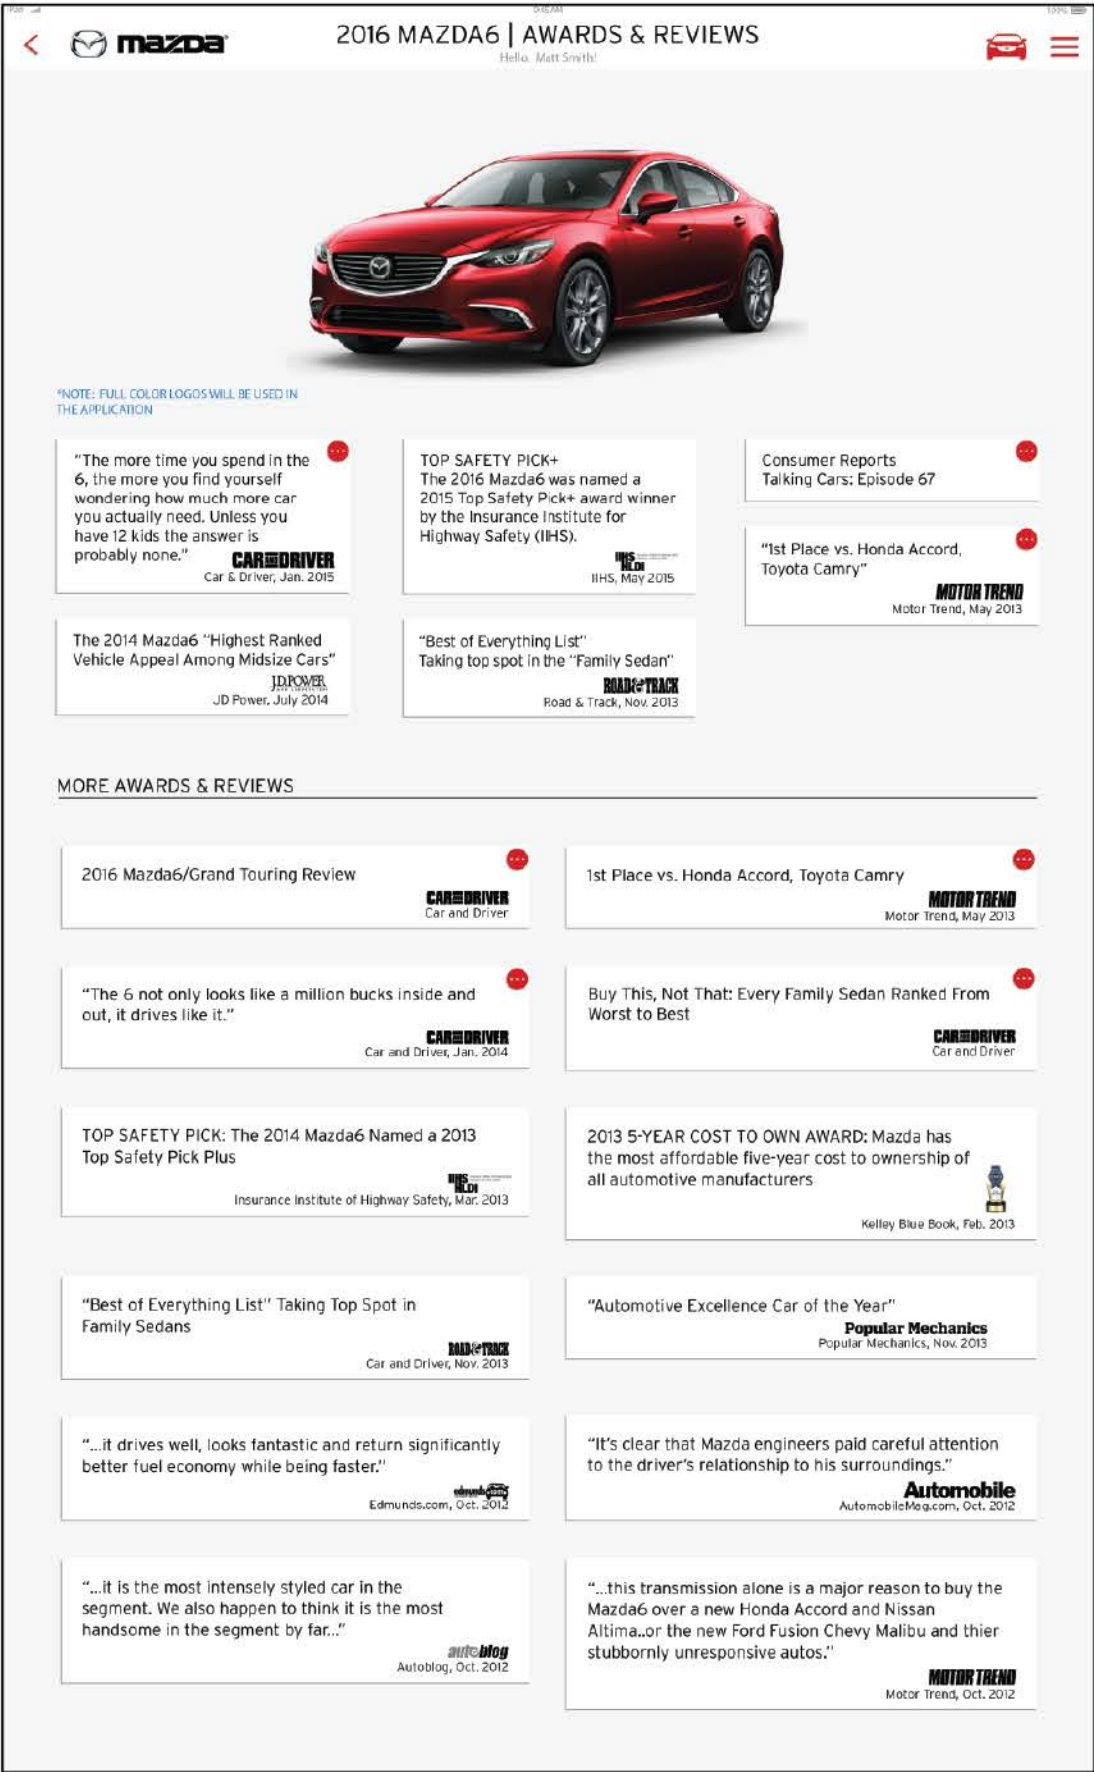 iPad
9:45 AM
100%
mazda
2016 MAZDA6 | AWARDS & REVIEWS
Hello, Matt Smith!
*NOTE: FULL COLOR LOGOS WILL BE USED IN
THE APPLICATION
"The more time you spend in the
6, the more you find yourself
wondering how much more car
you actually need. Unless you
have 12 kids the answer is
probably none."
CAR AND DRIVER
Car & Driver, Jan. 2015
TOP SAFETY PICK+
The 2016 Mazda6 was named a
2015 Top Safety Pick+ award winner
by the Insurance Institute for
Highway Safety (IIHS).
IIHS
HLDI
IIHS, May 2015
Consumer Reports
Talking Cars: Episode 67
"1st Place vs. Honda Accord,
Toyota Camry"
MOTOR TREND
Motor Trend, May 2013
The 2014 Mazda6 "Highest Ranked
Vehicle Appeal Among Midsize Cars"
J.D. POWER
JD Power, July 2014
"Best of Everything List"
Taking top spot in the "Family Sedan"
ROAD & TRACK
Road & Track, Nov. 2013
MORE AWARDS & REVIEWS
2016 Mazda6/Grand Touring Review
CAR AND DRIVER
Car and Driver
1st Place vs. Honda Accord, Toyota Camry
MOTOR TREND
Motor Trend, May 2013
"The 6 not only looks like a million bucks inside and
out, it drives like it."
CAR AND DRIVER
Car and Driver, Jan. 2014
Buy This, Not That: Every Family Sedan Ranked From
Worst to Best
CAR AND DRIVER
Car and Driver
TOP SAFETY PICK: The 2014 Mazda6 Named a 2013
Top Safety Pick Plus
IIHS
HLDI
Insurance Institute of Highway Safety, Mar. 2013
2013 5-YEAR COST TO OWN AWARD: Mazda has
the most affordable five-year cost to ownership of
all automotive manufacturers
Kelley Blue Book, Feb. 2013
"Best of Everything List" Taking Top Spot in
Family Sedans
ROAD & TRACK
Car and Driver, Nov. 2013
"Automotive Excellence Car of the Year"
Popular Mechanics
Popular Mechanics, Nov. 2013
"...it drives well, looks fantastic and return significantly
better fuel economy while being faster."
edmunds.com
Edmunds.com, Oct. 2012
"It's clear that Mazda engineers paid careful attention
to the driver's relationship to his surroundings."
Automobile
AutomobileMag.com, Oct. 2012
"...it is the most intensely styled car in the
segment. We also happen to think it is the most
handsome in the segment by far..."
autoblog
Autoblog, Oct. 2012
"...this transmission alone is a major reason to buy the
Mazda6 over a new Honda Accord and Nissan
Altima..or the new Ford Fusion Chevy Malibu and thier
stubbornly unresponsive autos."
MOTOR TREND
Motor Trend, Oct. 2012